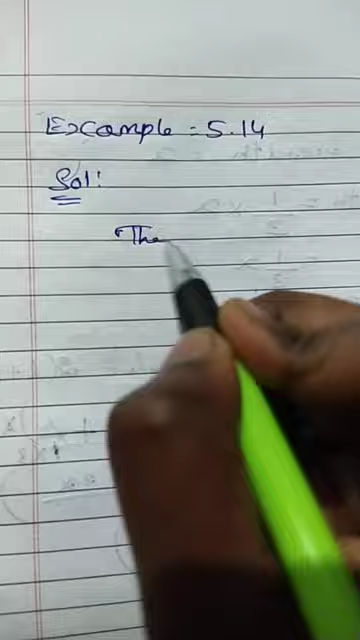 Example = 5.14
Sol:
The